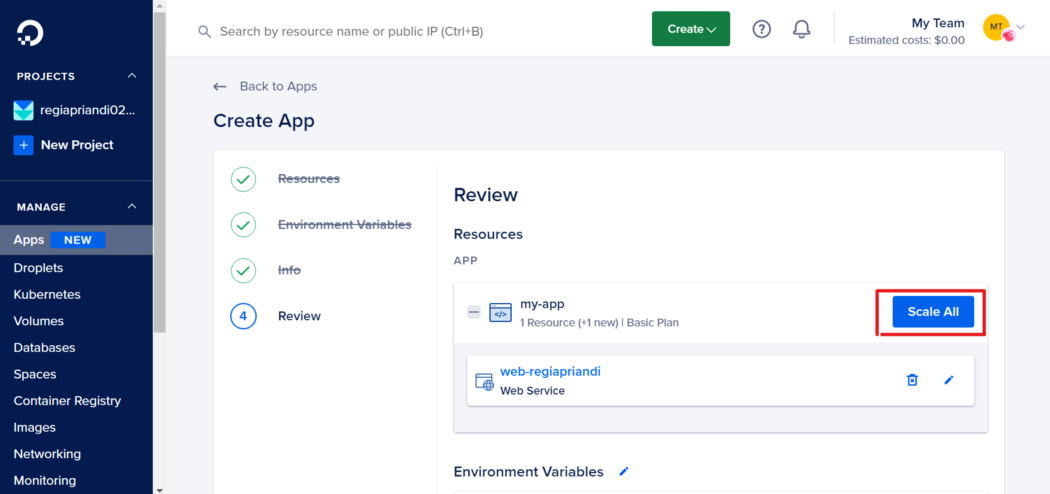 Search by resource name or public IP (Ctrl+B)
Create
?
My Team
Estimated costs: $0.00
MT
PROJECTS
regiapriandi02...
+ New Project
MANAGE
Apps NEW
Droplets
Kubernetes
Volumes
Databases
Spaces
Container Registry
Images
Networking
Monitoring
← Back to Apps
Create App
Resources
Environment Variables
Info
4 Review
Review
Resources
APP
my-app
1 Resource (+1 new) | Basic Plan
Scale All
web-regiapriandi
Web Service
Environment Variables